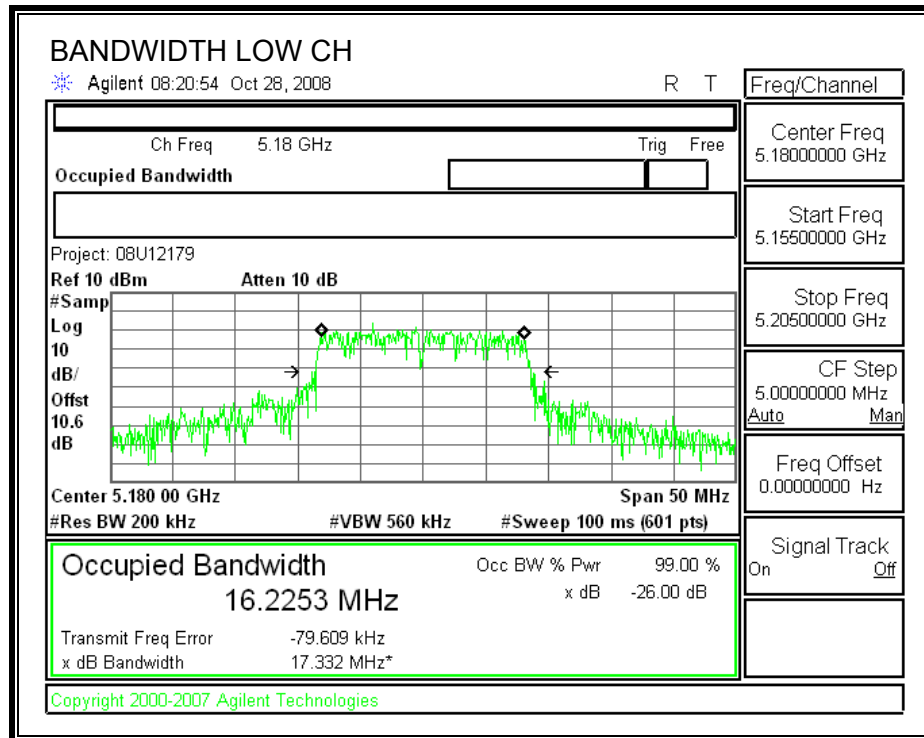 BANDWIDTH LOW CH
Agilent 08:20:54 Oct 28, 2008 R T
Freq/Channel
Ch Freq 5.18 GHz Trig Free
Occupied Bandwidth
Center Freq
5.18000000 GHz
Start Freq
5.15500000 GHz
Project: 08U12179
Ref 10 dBm Atten 10 dB
#Samp
Log
10
dB/
Offst
10.6
dB
Stop Freq
5.20500000 GHz
CF Step
5.00000000 MHz
Auto Man
Freq Offset
0.00000000 Hz
Center 5.180 00 GHz Span 50 MHz
#Res BW 200 kHz #VBW 560 kHz #Sweep 100 ms (601 pts)
Signal Track
On Off
Occupied Bandwidth Occ BW % Pwr 99.00 %
16.2253 MHz x dB -26.00 dB
Transmit Freq Error -79.609 kHz
x dB Bandwidth 17.332 MHz*
Copyright 2000-2007 Agilent Technologies